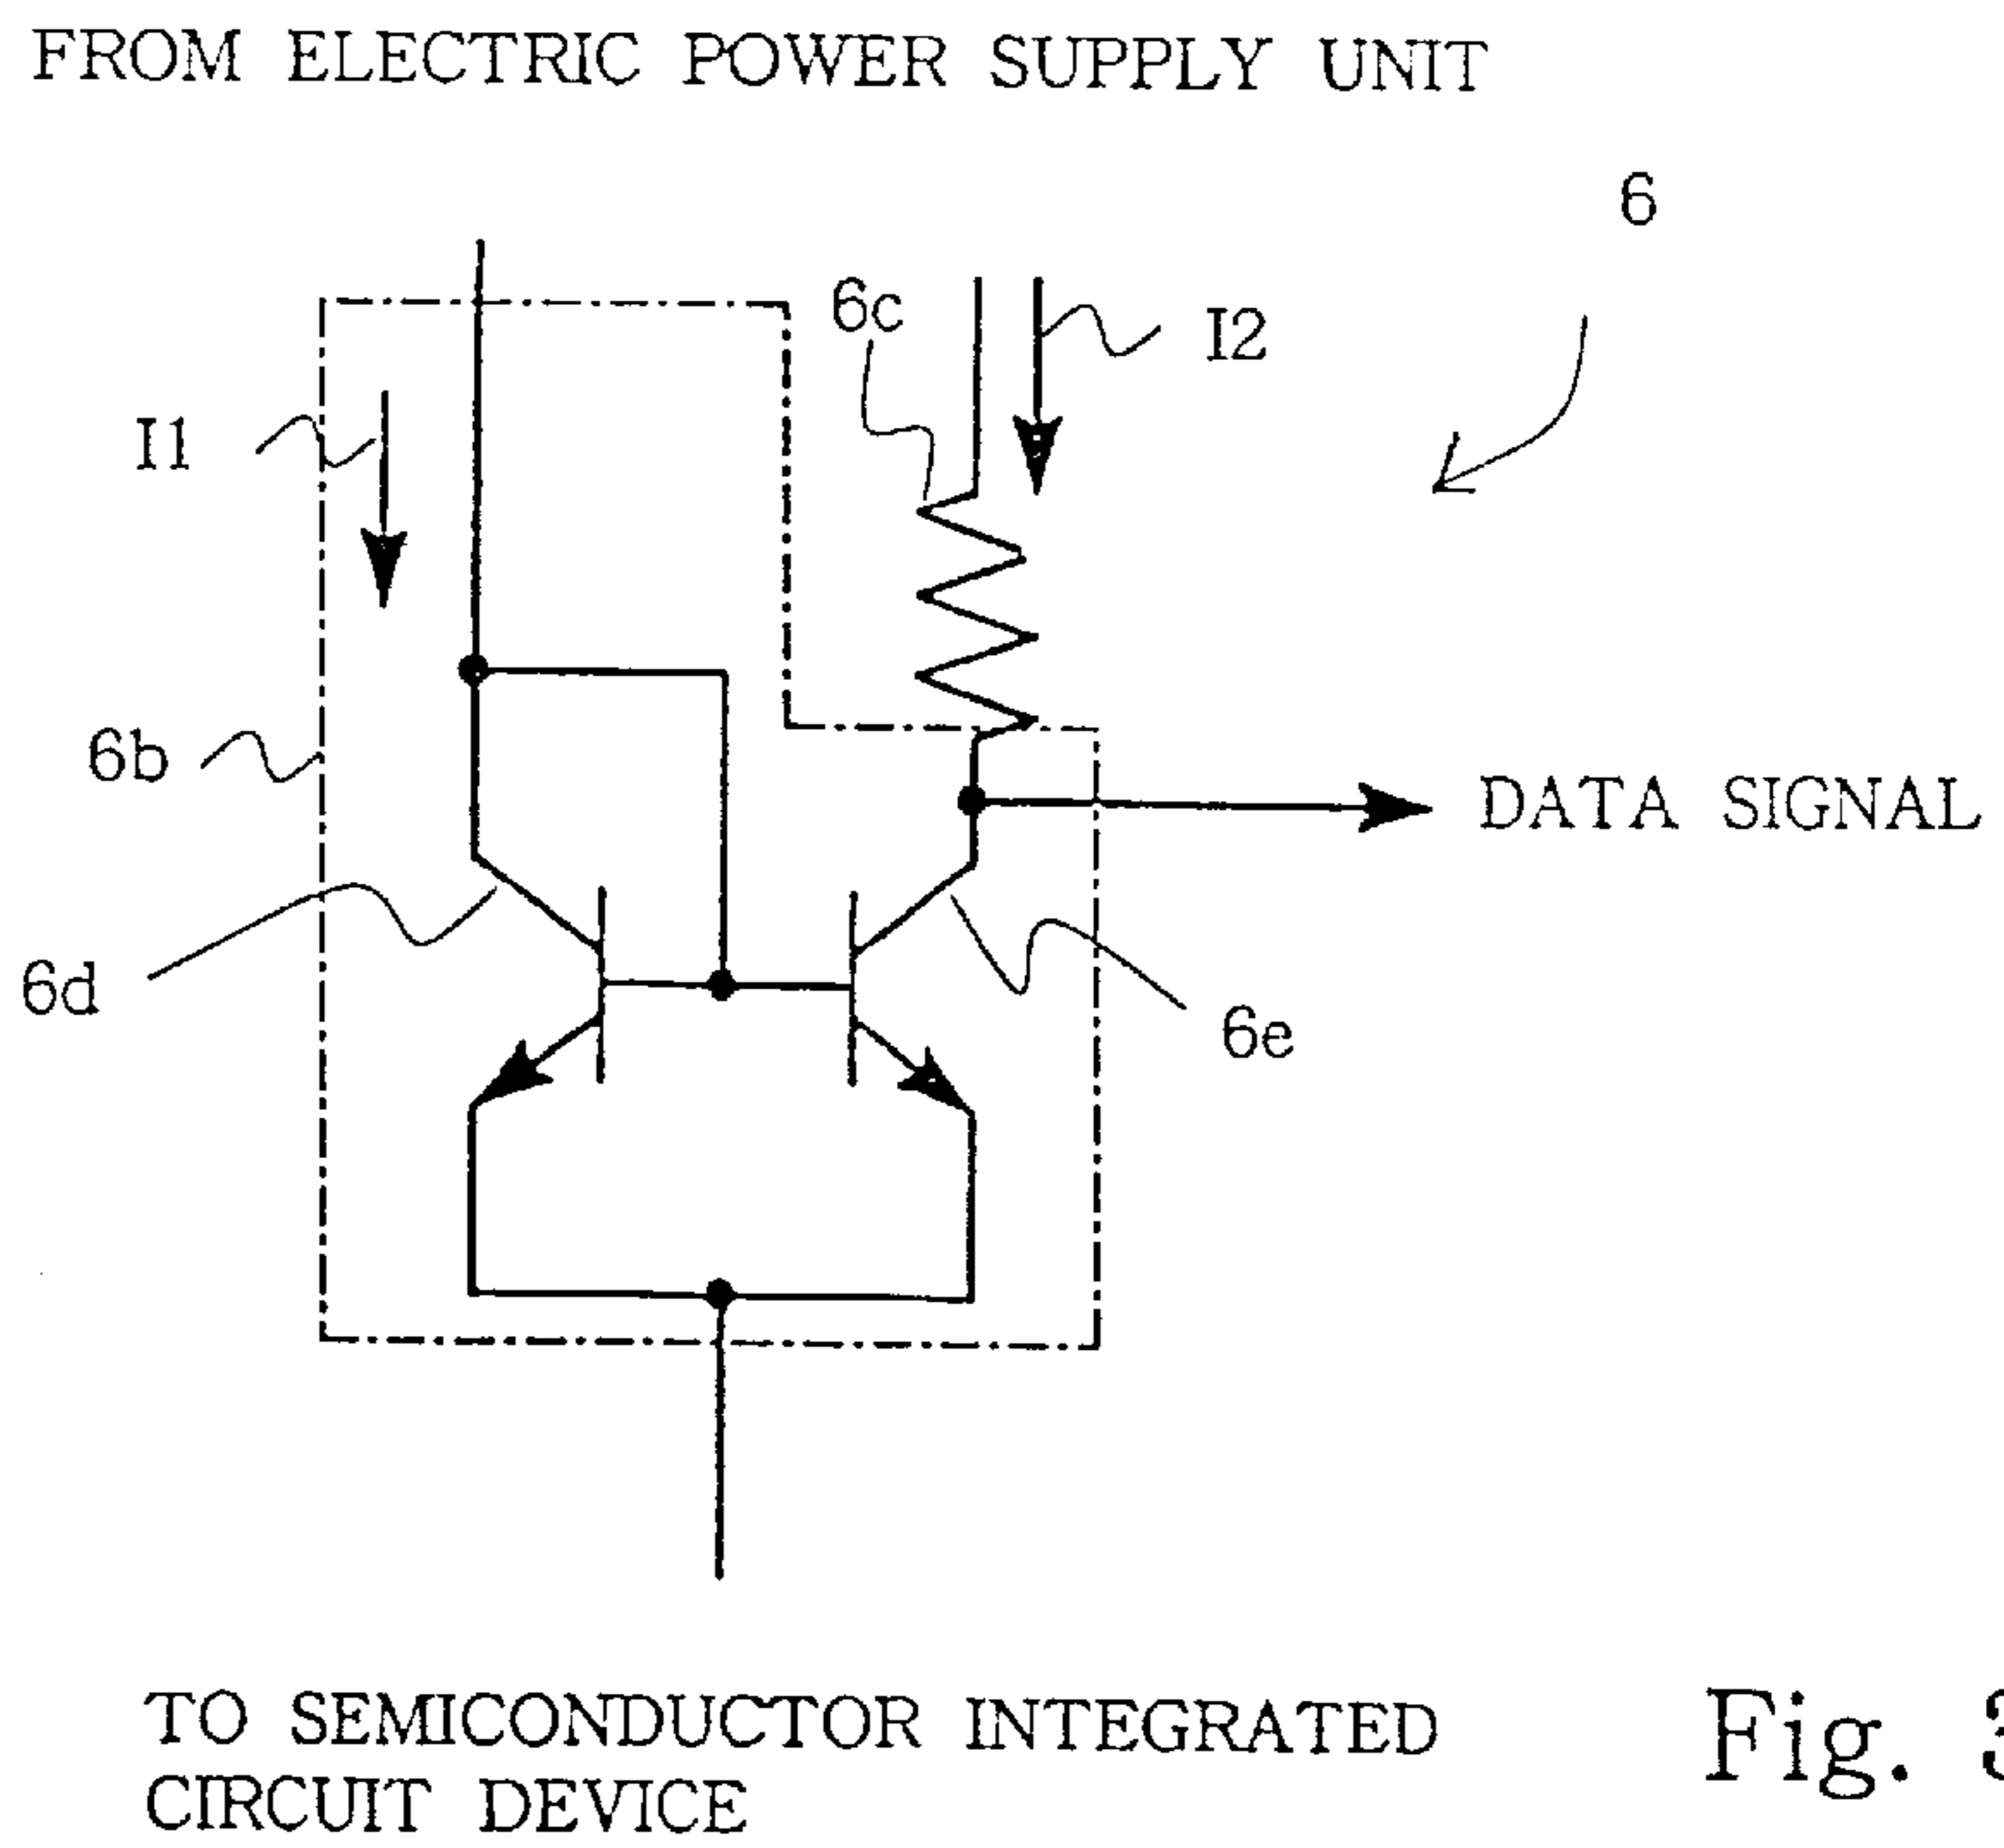 FROM ELECTRIC POWER SUPPLY UNIT
6
6c
I2
I1
6b
DATA SIGNAL
6d
6e
TO SEMICONDUCTOR INTEGRATED
CIRCUIT DEVICE
Fig. 3